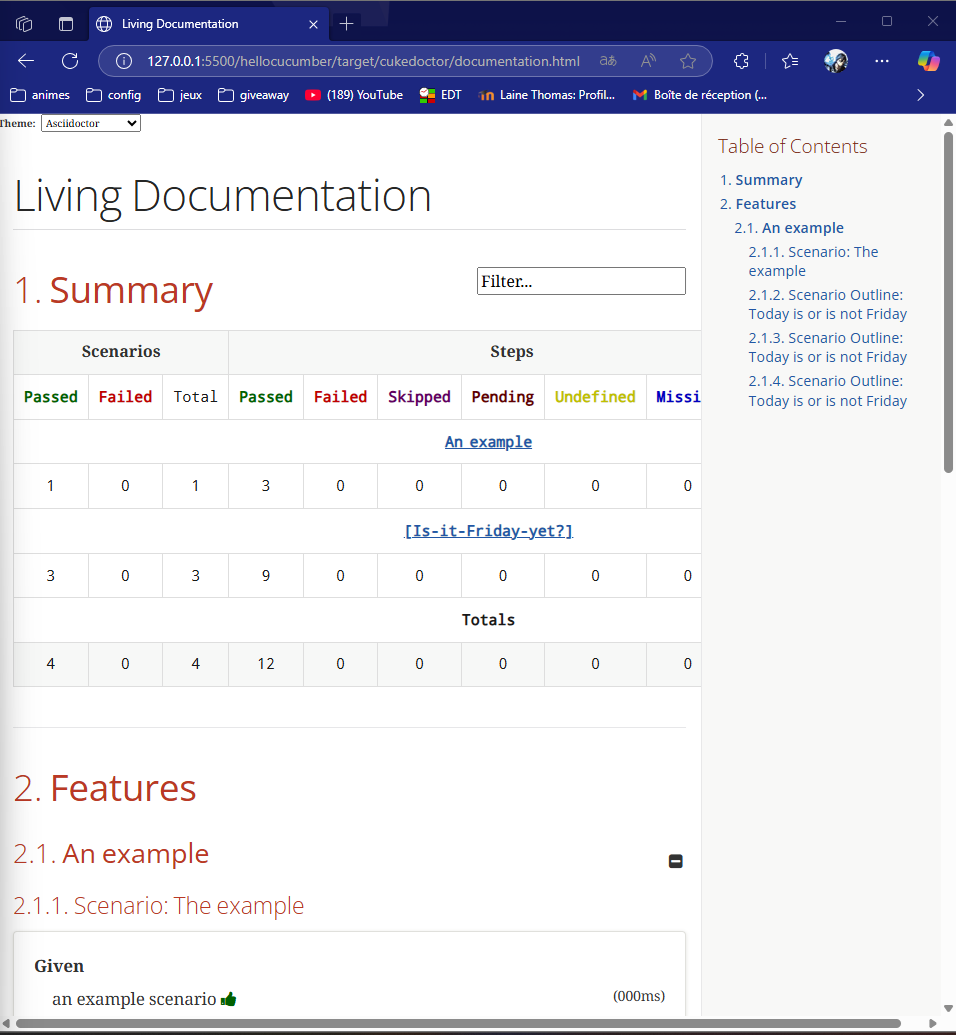 Living Documentation
127.0.0.1:5500/hellocucumber/target/cukedoctor/documentation.html
animes config jeux giveaway (189) YouTube EDT Laine Thomas: Profil... Boîte de réception (...
Theme: Asciidoctor
Living Documentation
1. Summary
Filter...
Scenarios Steps
Passed Failed Total Passed Failed Skipped Pending Undefined Missi
An example
1 0 1 3 0 0 0 0 0
[Is-it-Friday-yet?]
3 0 3 9 0 0 0 0 0
Totals
4 0 4 12 0 0 0 0 0
2. Features
2.1. An example
2.1.1. Scenario: The example
Given
an example scenario (000ms)
Table of Contents
1. Summary
2. Features
2.1. An example
2.1.1. Scenario: The
example
2.1.2. Scenario Outline:
Today is or is not Friday
2.1.3. Scenario Outline:
Today is or is not Friday
2.1.4. Scenario Outline:
Today is or is not Friday